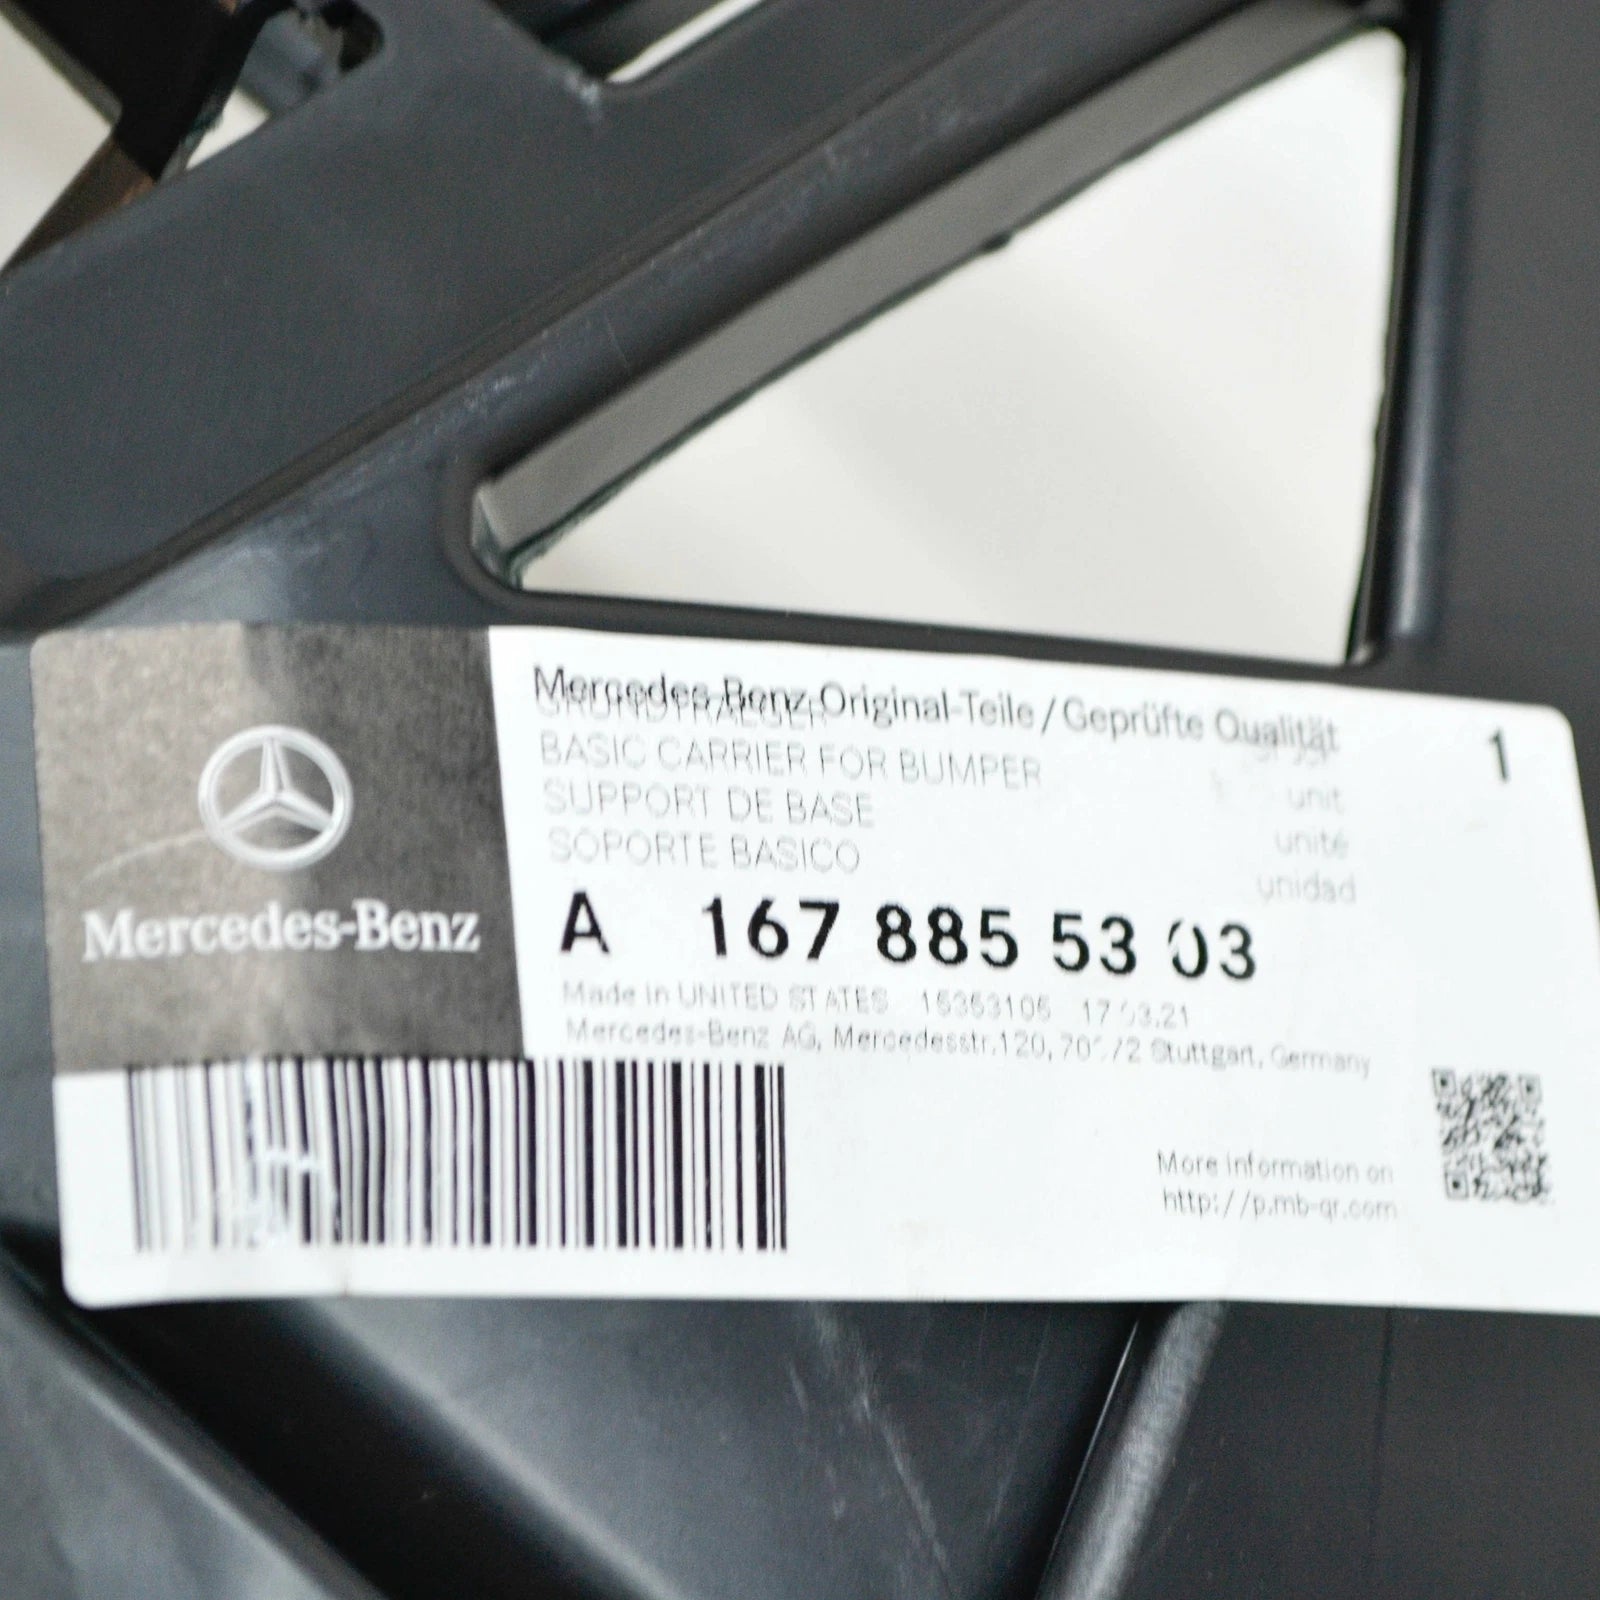 Mercedes-Benz
Mercedes-Benz Original-Teile / Geprüfte Qualität
GRUNDTRAEGER
BASIC CARRIER FOR BUMPER
SUPPORT DE BASE
SOPORTE BASICO
1
unit
unité
unidad
A 167 885 53 03
Made in UNITED STATES 15353105
Mercedes-Benz AG, Mercedesstr.120, Stuttgart, Germany
More information on
http://p.mb-qr.com